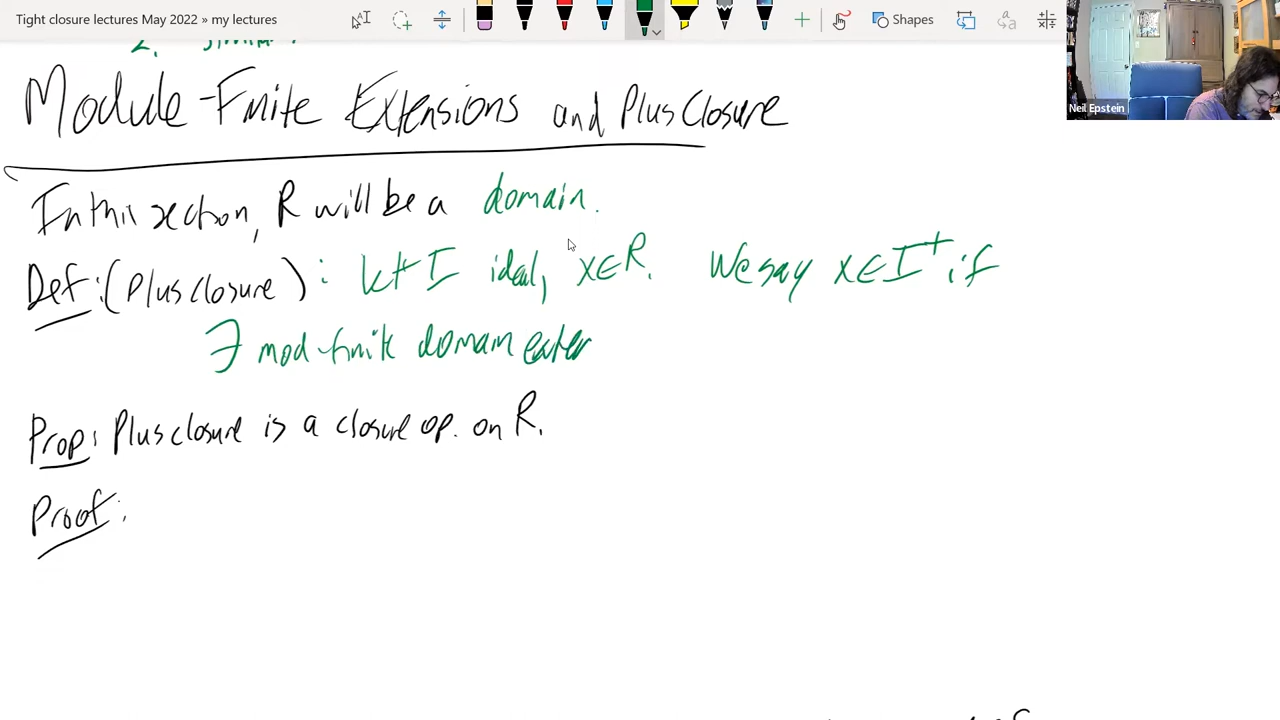 Tight closure lectures May 2022 » my lectures
Shapes
2. similar
Neil Epstein
Module-Finite Extensions and Plus Closure
In this section, R will be a domain.
Def: (Plus closure): let I ideal, x∈R. We say x∈I⁺ if
∃ mod-finite domain exten
Prop: Plus closure is a closure op. on R.
Proof: